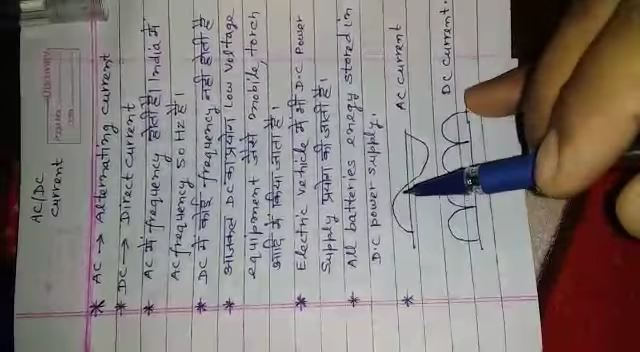 AC/DC
current
* AC → Alternating current
* DC → Direct current
* AC में frequency होती है। India में
AC frequency 50 Hz है।
* DC में कोई frequency नहीं होती है
* आजकल DC का प्रयोग Low voltage
equipment जैसे mobile, torch
आदि में किया जाता है।
* Electric vehicle में भी D.C Power
supply प्रयोग की जाती है।
* All batteries energy stored in
D.C power supply.
* AC current
DC current.